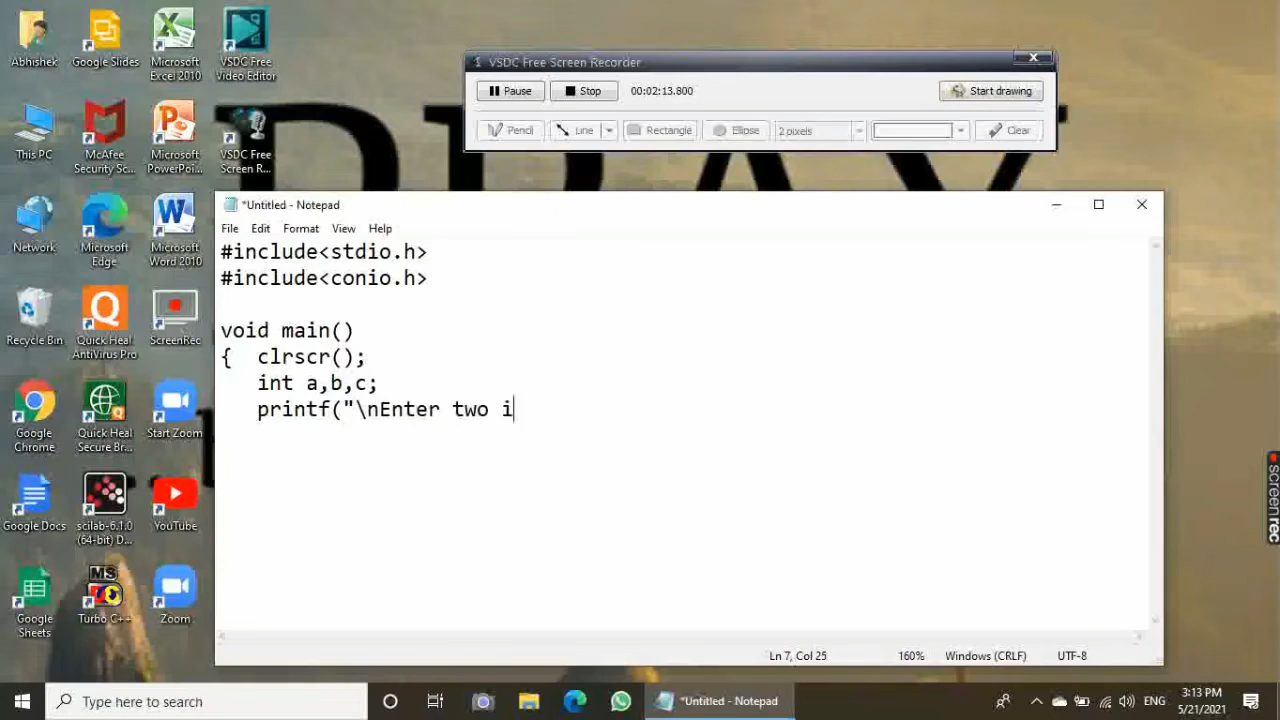 Abhishek
Google Slides
Microsoft
Excel 2010
VSDC Free
Video Editor
This PC
McAfee
Security Sc...
Microsoft
PowerPoi...
VSDC Free
Screen R...
Network
Microsoft
Edge
Microsoft
Word 2010
Recycle Bin
Quick Heal
AntiVirus Pro
ScreenRec
Google
Chrome
Quick Heal
Secure Br...
Start Zoom
Google Docs
scilab-6.1.0
(64-bit) D...
YouTube
Google
Sheets
MS
Turbo C++
Zoom
VSDC Free Screen Recorder
Pause
Stop
00:02:13.800
Start drawing
Pencil
Line
Rectangle
Ellipse
2 pixels
Clear
*Untitled - Notepad
File Edit Format View Help
#include<stdio.h>
#include<conio.h>
void main()
{ clrscr();
int a,b,c;
printf("\nEnter two i
Ln 7, Col 25
160%
Windows (CRLF)
UTF-8
screenrec
Type here to search
*Untitled - Notepad
ENG
3:13 PM
5/21/2021